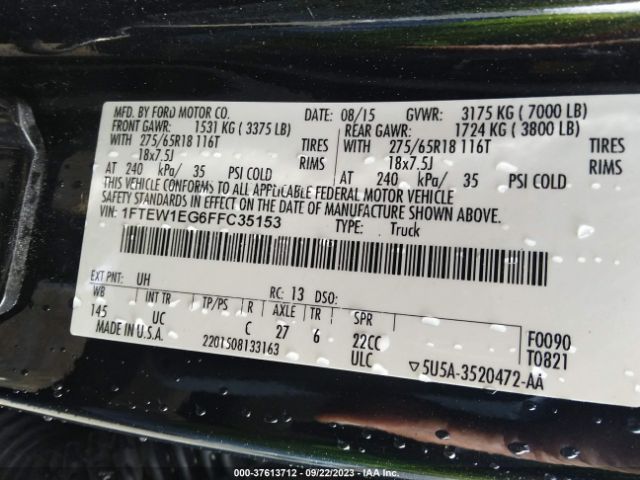 MFD. BY FORD MOTOR CO. DATE: 08/15 GVWR: 3175 KG ( 7000 LB)
FRONT GAWR: 1531 KG ( 3375 LB) REAR GAWR: 1724 KG ( 3800 LB)
WITH 275/65R18 116T TIRES WITH 275/65R18 116T TIRES
18x7.5J RIMS 18x7.5J RIMS
AT 240 kPa/ 35 PSI COLD AT 240 kPa/ 35 PSI COLD
THIS VEHICLE CONFORMS TO ALL APPLICABLE FEDERAL MOTOR VEHICLE
SAFETY STANDARDS IN EFFECT ON THE DATE OF MANUFACTURE SHOWN ABOVE.
VIN: 1FTEW1EG6FFC35153 TYPE: Truck
EXT PNT: UH RC: 13 DSO:
WB INT TR TP/PS R AXLE TR SPR
145 UC C 27 6 22CC F0090
MADE IN U.S.A. 2201508133163 ULC T0821
▽5U5A-3520472-AA
000-37613712 - 09/22/2023 - IAA Inc.